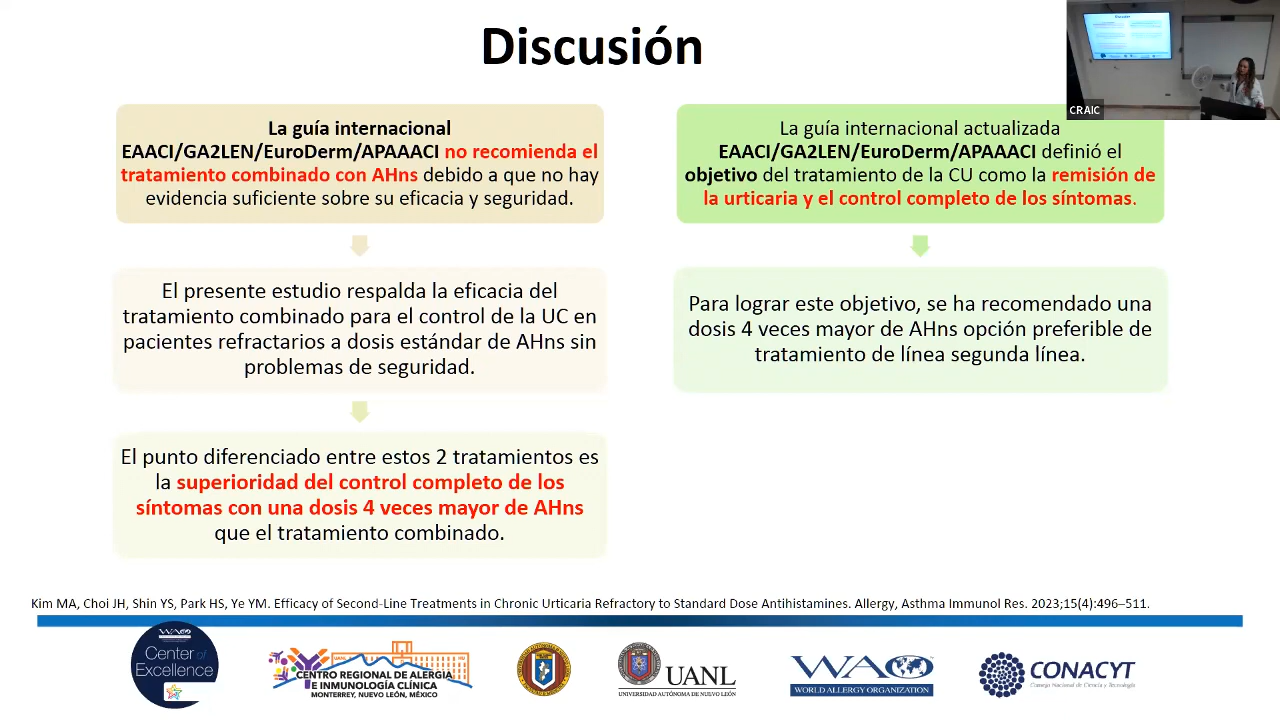 Discusión
CRAIC
La guía internacional
EAACI/GA2LEN/EuroDerm/APAAACI no recomienda el
tratamiento combinado con AHns debido a que no hay
evidencia suficiente sobre su eficacia y seguridad.
El presente estudio respalda la eficacia del
tratamiento combinado para el control de la UC en
pacientes refractarios a dosis estándar de AHns sin
problemas de seguridad.
El punto diferenciado entre estos 2 tratamientos es
la superioridad del control completo de los
síntomas con una dosis 4 veces mayor de AHns
que el tratamiento combinado.
La guía internacional actualizada
EAACI/GA2LEN/EuroDerm/APAAACI definió el
objetivo del tratamiento de la CU como la remisión de
la urticaria y el control completo de los síntomas.
Para lograr este objetivo, se ha recomendado una
dosis 4 veces mayor de AHns opción preferible de
tratamiento de línea segunda línea.
Kim MA, Choi JH, Shin YS, Park HS, Ye YM. Efficacy of Second-Line Treatments in Chronic Urticaria Refractory to Standard Dose Antihistamines. Allergy, Asthma Immunol Res. 2023;15(4):496–511.
Center of
Excellence
CENTRO REGIONAL DE ALERGIA
E INMUNOLOGÍA CLÍNICA
MONTERREY, NUEVO LEÓN, MÉXICO
UANL
UNIVERSIDAD AUTÓNOMA DE NUEVO LEÓN
WAO
WORLD ALLERGY ORGANIZATION
CONACYT
Consejo Nacional de Ciencia y Tecnología